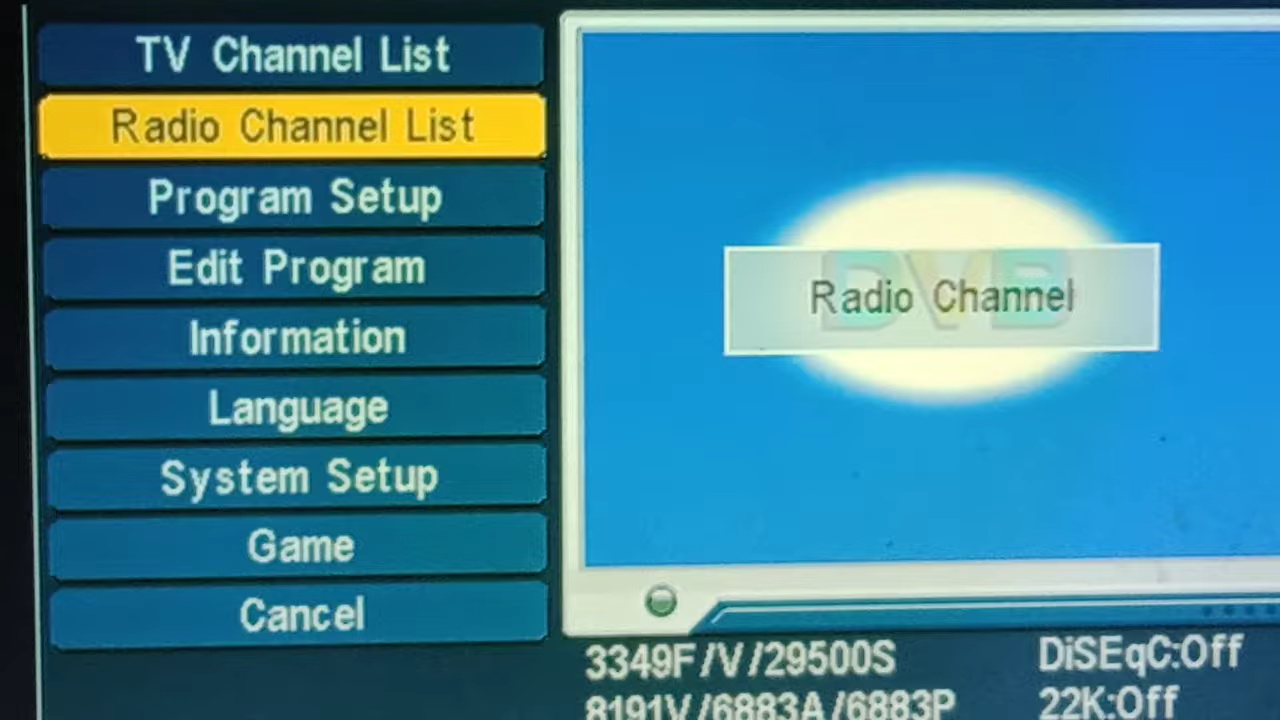 TV Channel List
Radio Channel List
Program Setup
Edit Program
Information
Language
System Setup
Game
Cancel
DVB
Radio Channel
3349F/V/29500S
DiSEqC:Off
8191V/6883A/6883P
22K:Off